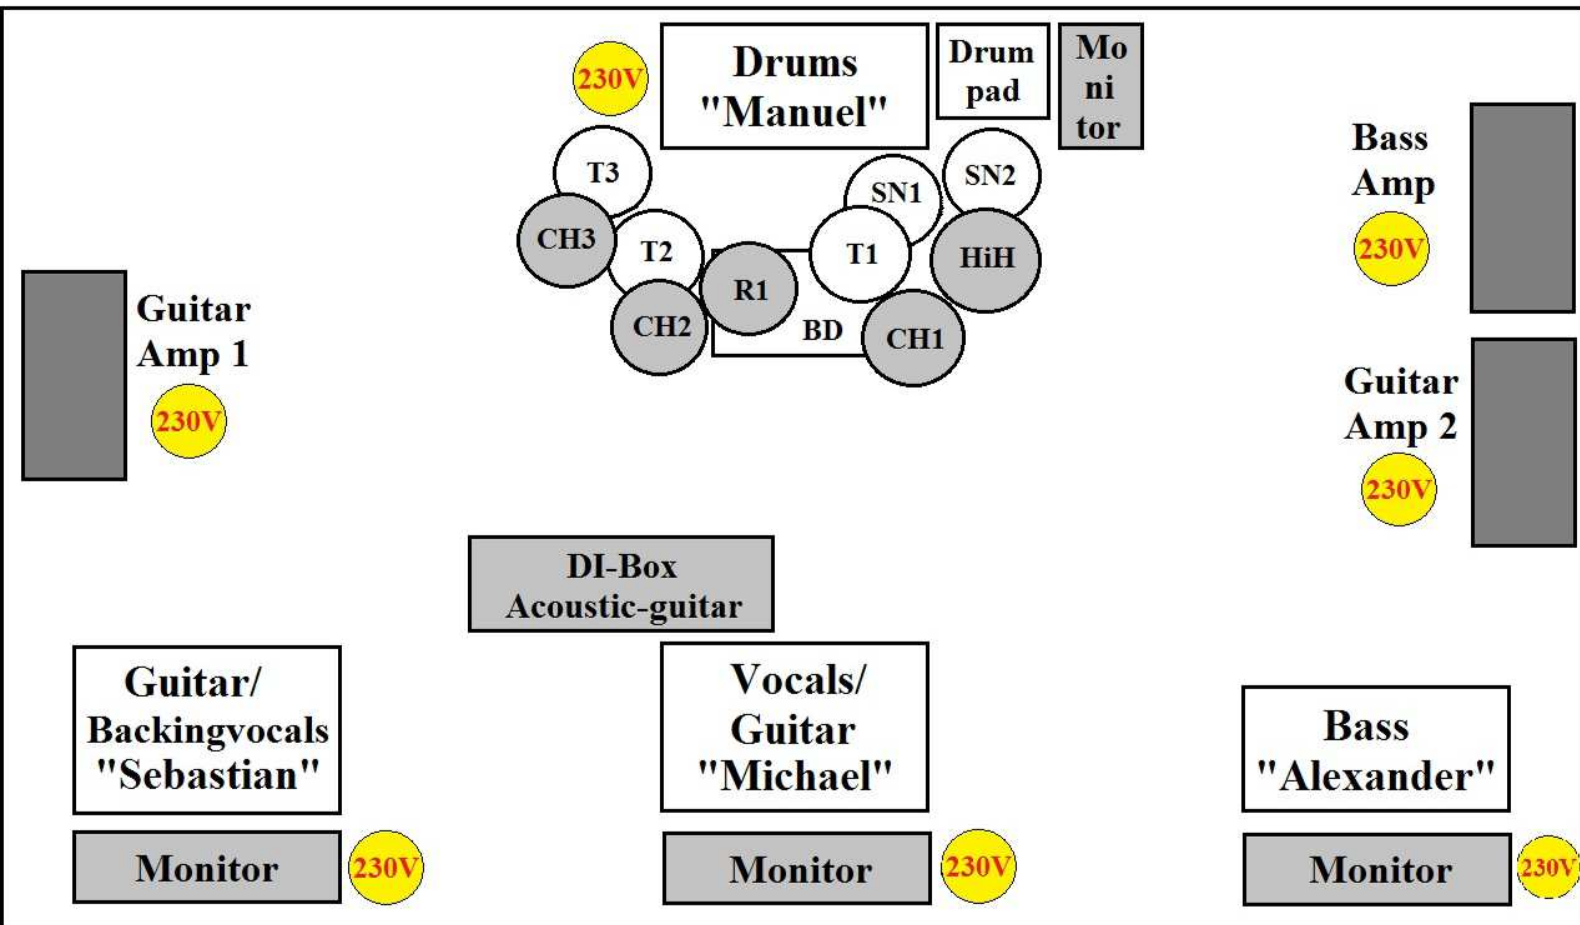 230V
Drums
"Manuel"
Drum
pad
Mo
ni
tor
T3
SN1
SN2
CH3
T2
R1
T1
HiH
CH2
BD
CH1
Bass
Amp
230V
Guitar
Amp 1
230V
Guitar
Amp 2
230V
DI-Box
Acoustic-guitar
Guitar/
Backingvocals
"Sebastian"
Monitor
230V
Vocals/
Guitar
"Michael"
Monitor
230V
Bass
"Alexander"
Monitor
230V